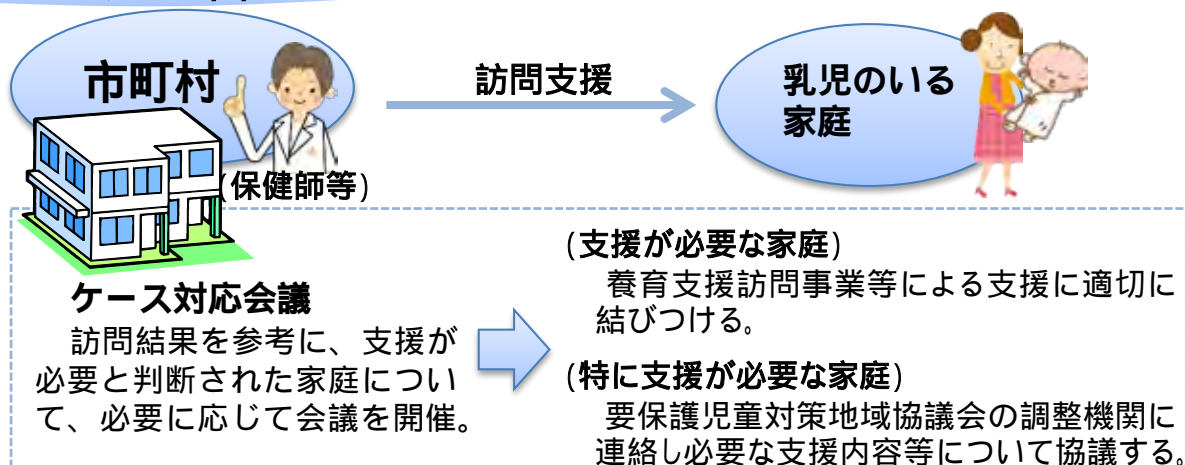 市町村
訪問支援
乳児のいる
家庭
(保健師等)
ケース対応会議
訪問結果を参考に、支援が
必要と判断された家庭につい
て、必要に応じて会議を開催。
(支援が必要な家庭)
養育支援訪問事業等による支援に適切に
結びつける。
(特に支援が必要な家庭)
要保護児童対策地域協議会の調整機関に
連絡し必要な支援内容等について協議する。